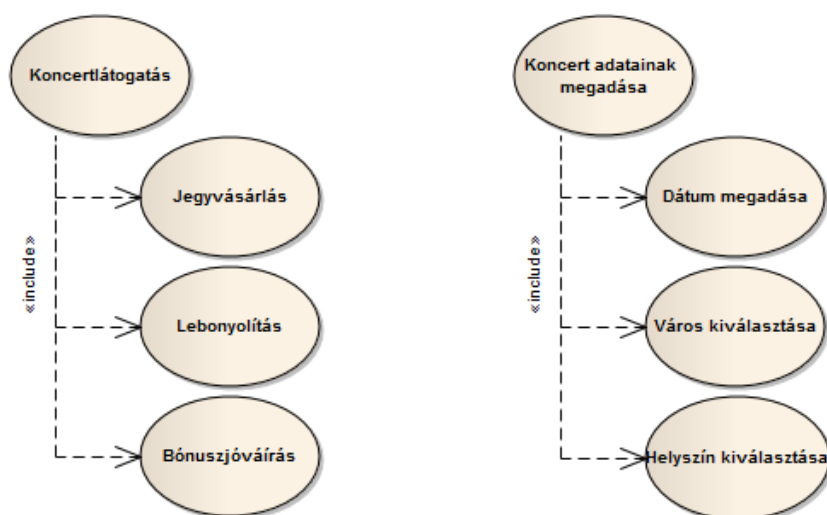 Koncertlátogatás
«include»
Jegyvásárlás
Lebonyolítás
Bónuszjóváírás
Koncert adatainak
megadása
«include»
Dátum megadása
Város kiválasztása
Helyszín kiválasztása